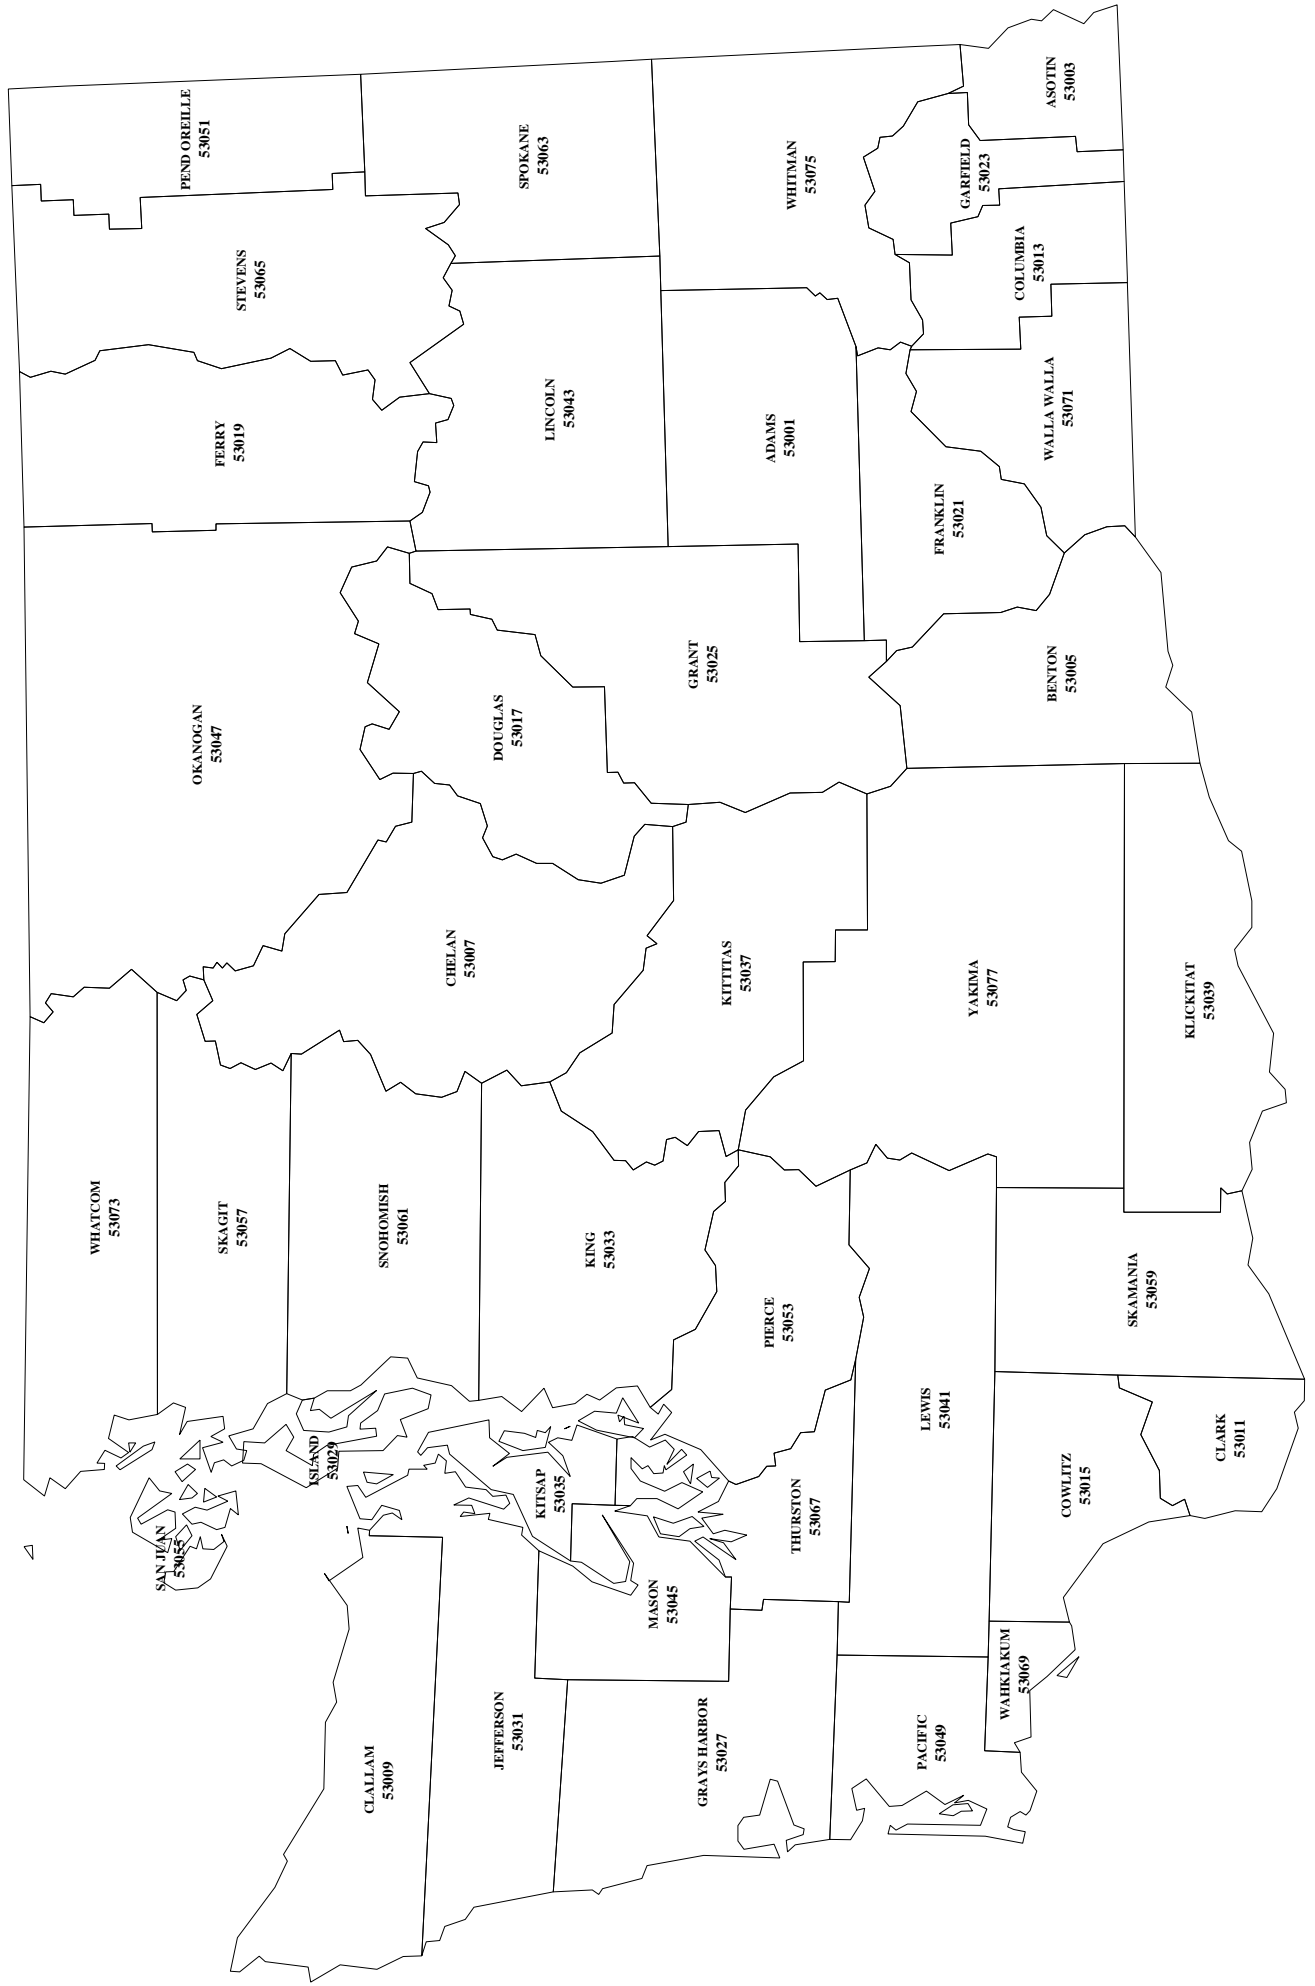 PEND OREILLE
53051
STEVENS
53065
FERRY
53019
OKANOGAN
53047
WHATCOM
53073
SKAGIT
53057
SAN JUAN
53055
ISLAND
53029
SNOHOMISH
53061
CHELAN
53007
DOUGLAS
53017
LINCOLN
53043
SPOKANE
53063
WHITMAN
53075
ADAMS
53001
GRANT
53025
KITTITAS
53037
KING
53033
KITSAP
53035
CLALLAM
53009
JEFFERSON
53031
MASON
53045
GRAYS HARBOR
53027
THURSTON
53067
PIERCE
53053
YAKIMA
53077
BENTON
53005
FRANKLIN
53021
WALLA WALLA
53071
COLUMBIA
53013
GARFIELD
53023
ASOTIN
53003
LEWIS
53041
PACIFIC
53049
WAHKIAKUM
53069
COWLITZ
53015
CLARK
53011
SKAMANIA
53059
KLICKITAT
53039